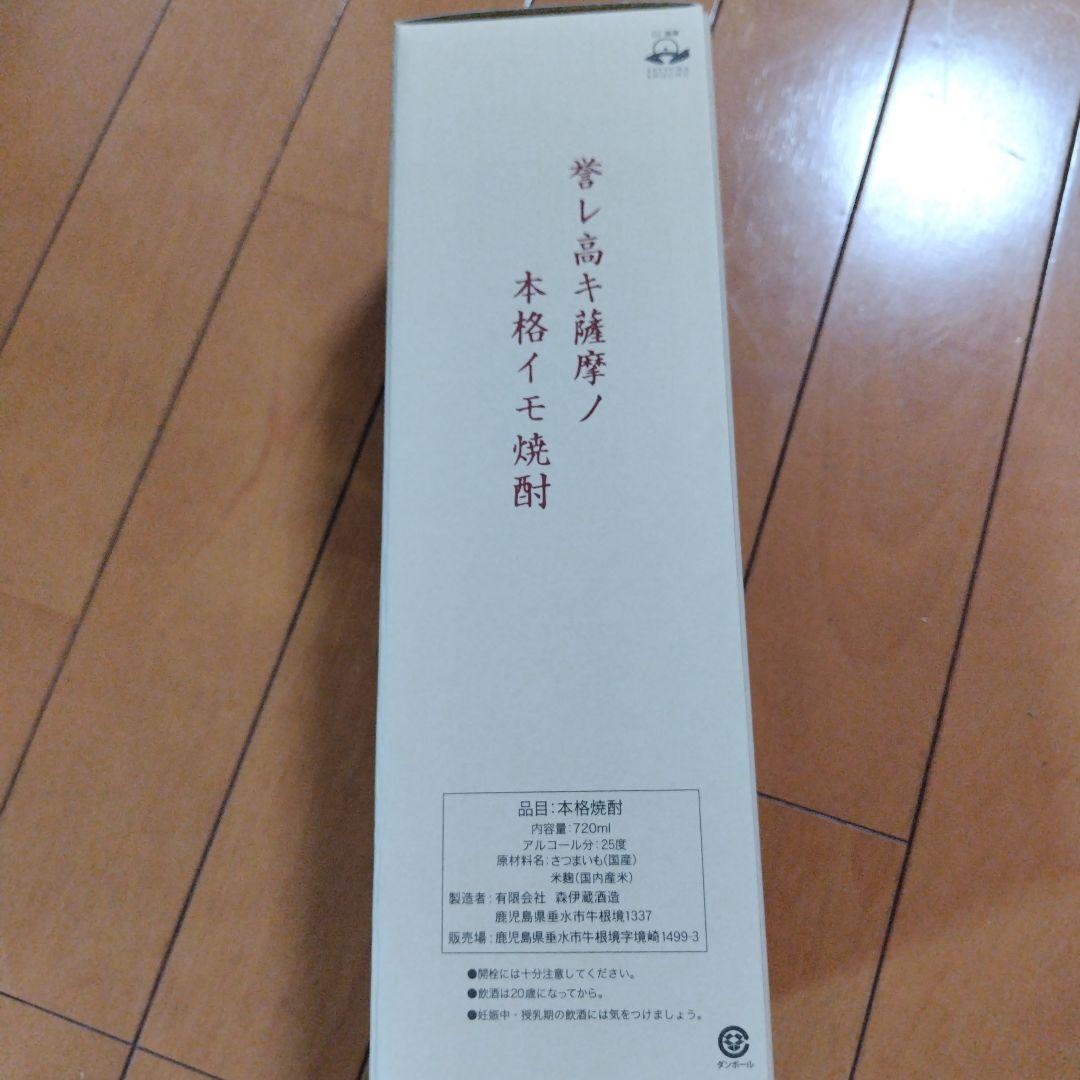 誉レ高キ薩摩ノ
本格イモ焼酎
品目:本格焼酎
内容量:720ml
アルコール分:25度
原材料名:さつまいも(国産)
米麹(国内産米)
製造者:有限会社 森伊蔵酒造
鹿児島県垂水市牛根境1337
販売場:鹿児島県垂水市牛根境字境崎1499-3
●開栓には十分注意してください。
●飲酒は20歳になってから。
●妊娠中・授乳期の飲酒には気をつけましょう。
ダンボール